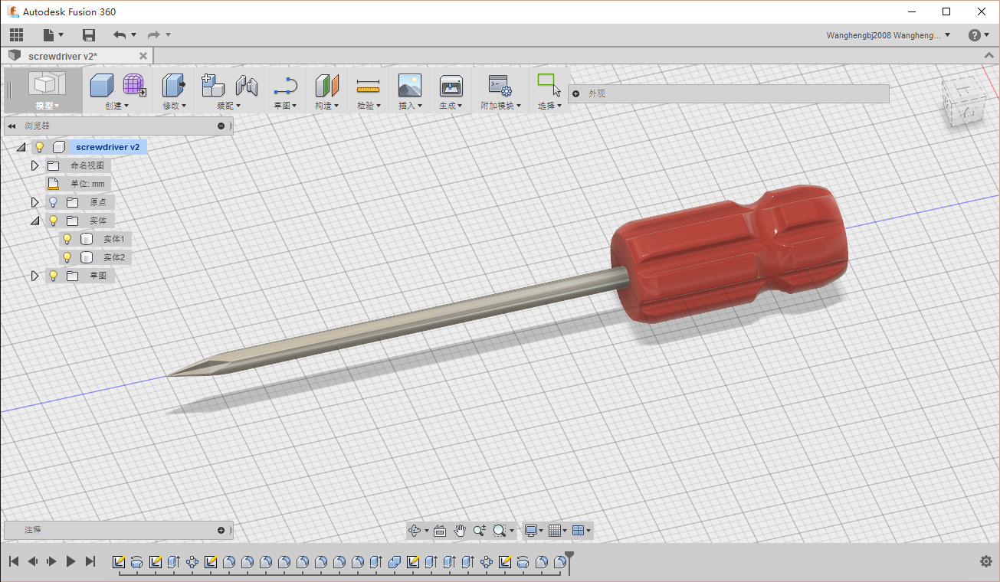 Autodesk Fusion 360
Wanghengbj2008 Wangheng|...
screwdriver v2*
模型
创建
修改
装配
草图
构造
检验
插入
生成
附加模块
选择
外观
右
浏览器
screwdriver v2
命名视图
单位: mm
原点
实体
实体1
实体2
草图
注释